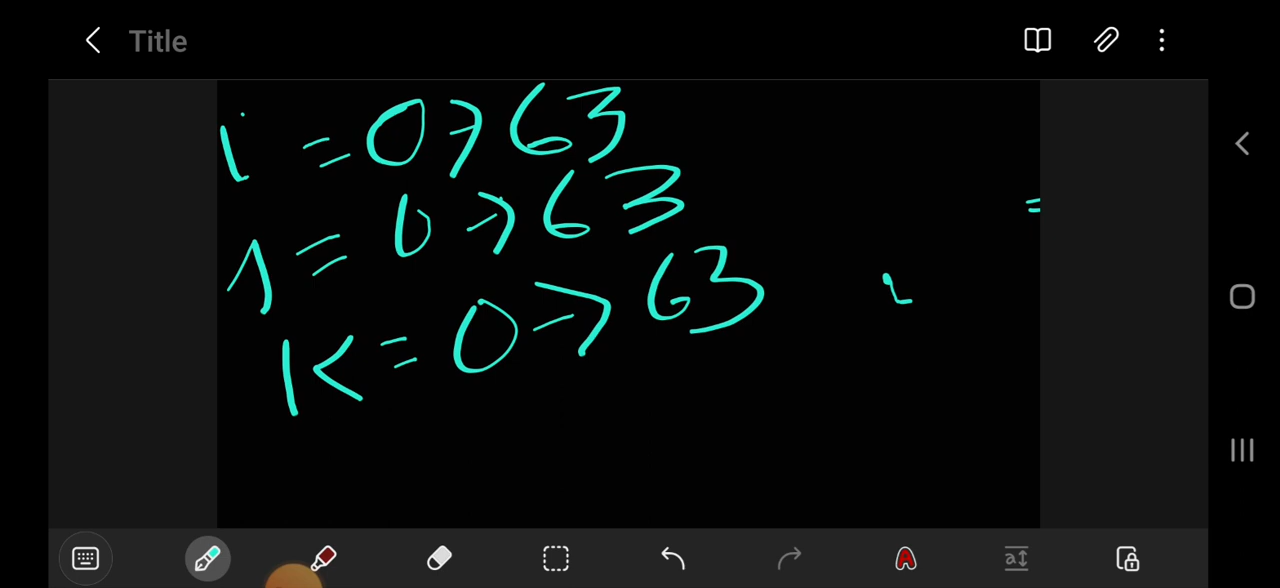 Title
i = 0 → 63
1 = 0 → 63
K = 0 → 63
=